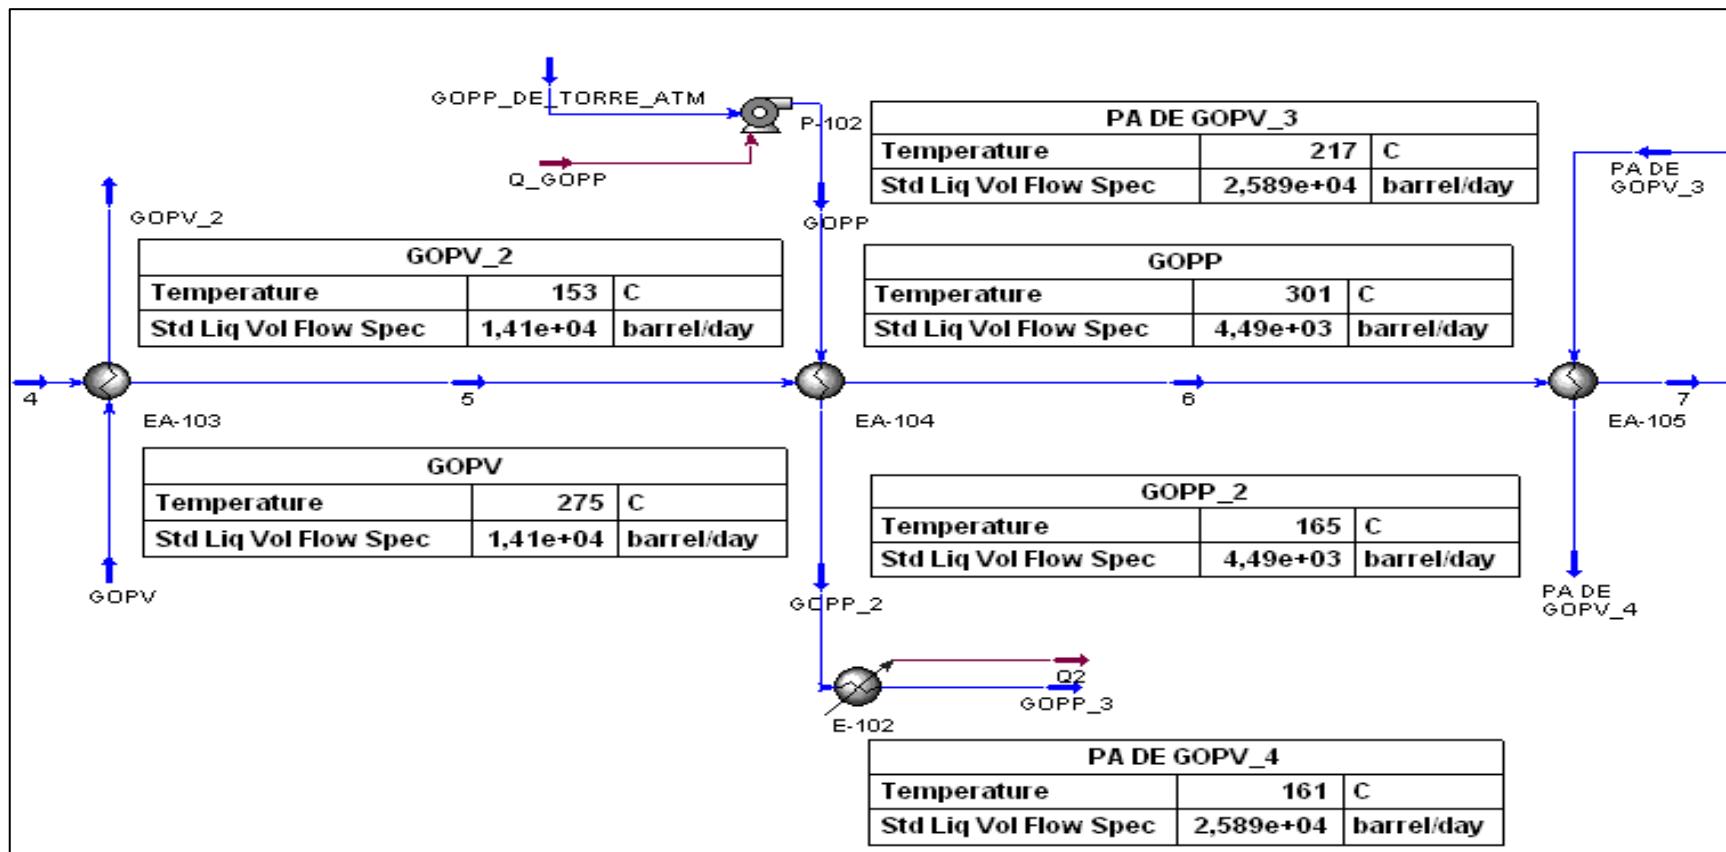 GOPP_DE_TORRE_ATM
P-102
Q_GOPP
GOPP
PA DE GOPV_3
Temperature 217 C
Std Liq Vol Flow Spec 2,589e+04 barrel/day
PA DE
GOPV_3
GOPV_2
GOPV_2
Temperature 153 C
Std Liq Vol Flow Spec 1,41e+04 barrel/day
GOPP
Temperature 301 C
Std Liq Vol Flow Spec 4,49e+03 barrel/day
4
EA-103
5
EA-104
6
EA-105
7
GOPV
Temperature 275 C
Std Liq Vol Flow Spec 1,41e+04 barrel/day
GOPV
GOPP_2
Temperature 165 C
Std Liq Vol Flow Spec 4,49e+03 barrel/day
GOPP_2
PA DE
GOPV_4
Q2
GOPP_3
E-102
PA DE GOPV_4
Temperature 161 C
Std Liq Vol Flow Spec 2,589e+04 barrel/day